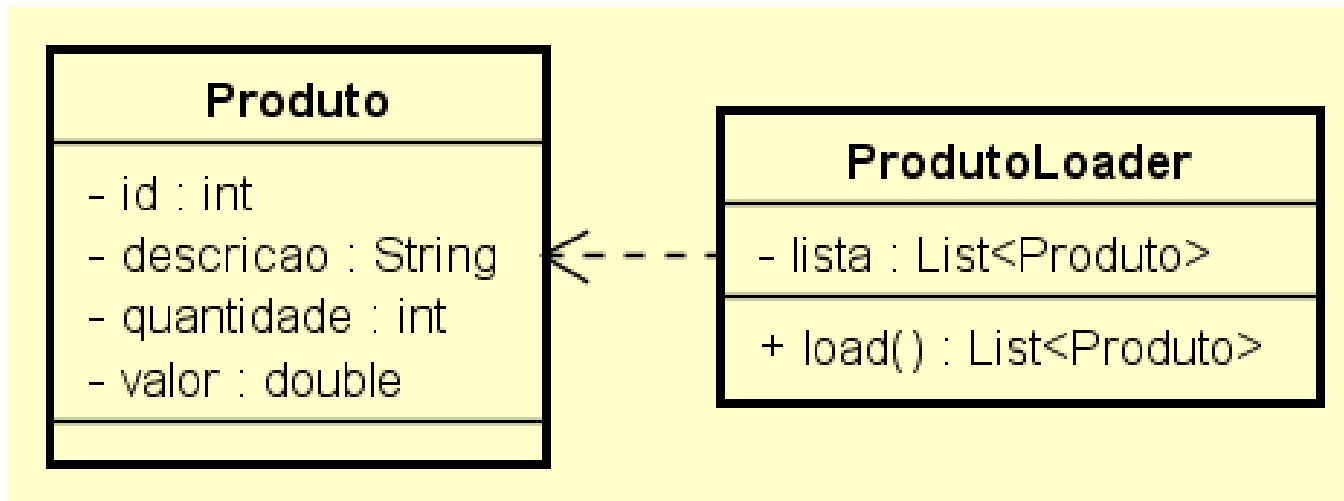 Produto
- id : int
- descricao : String
- quantidade : int
- valor : double
ProdutoLoader
- lista : List<Produto>
+ load() : List<Produto>